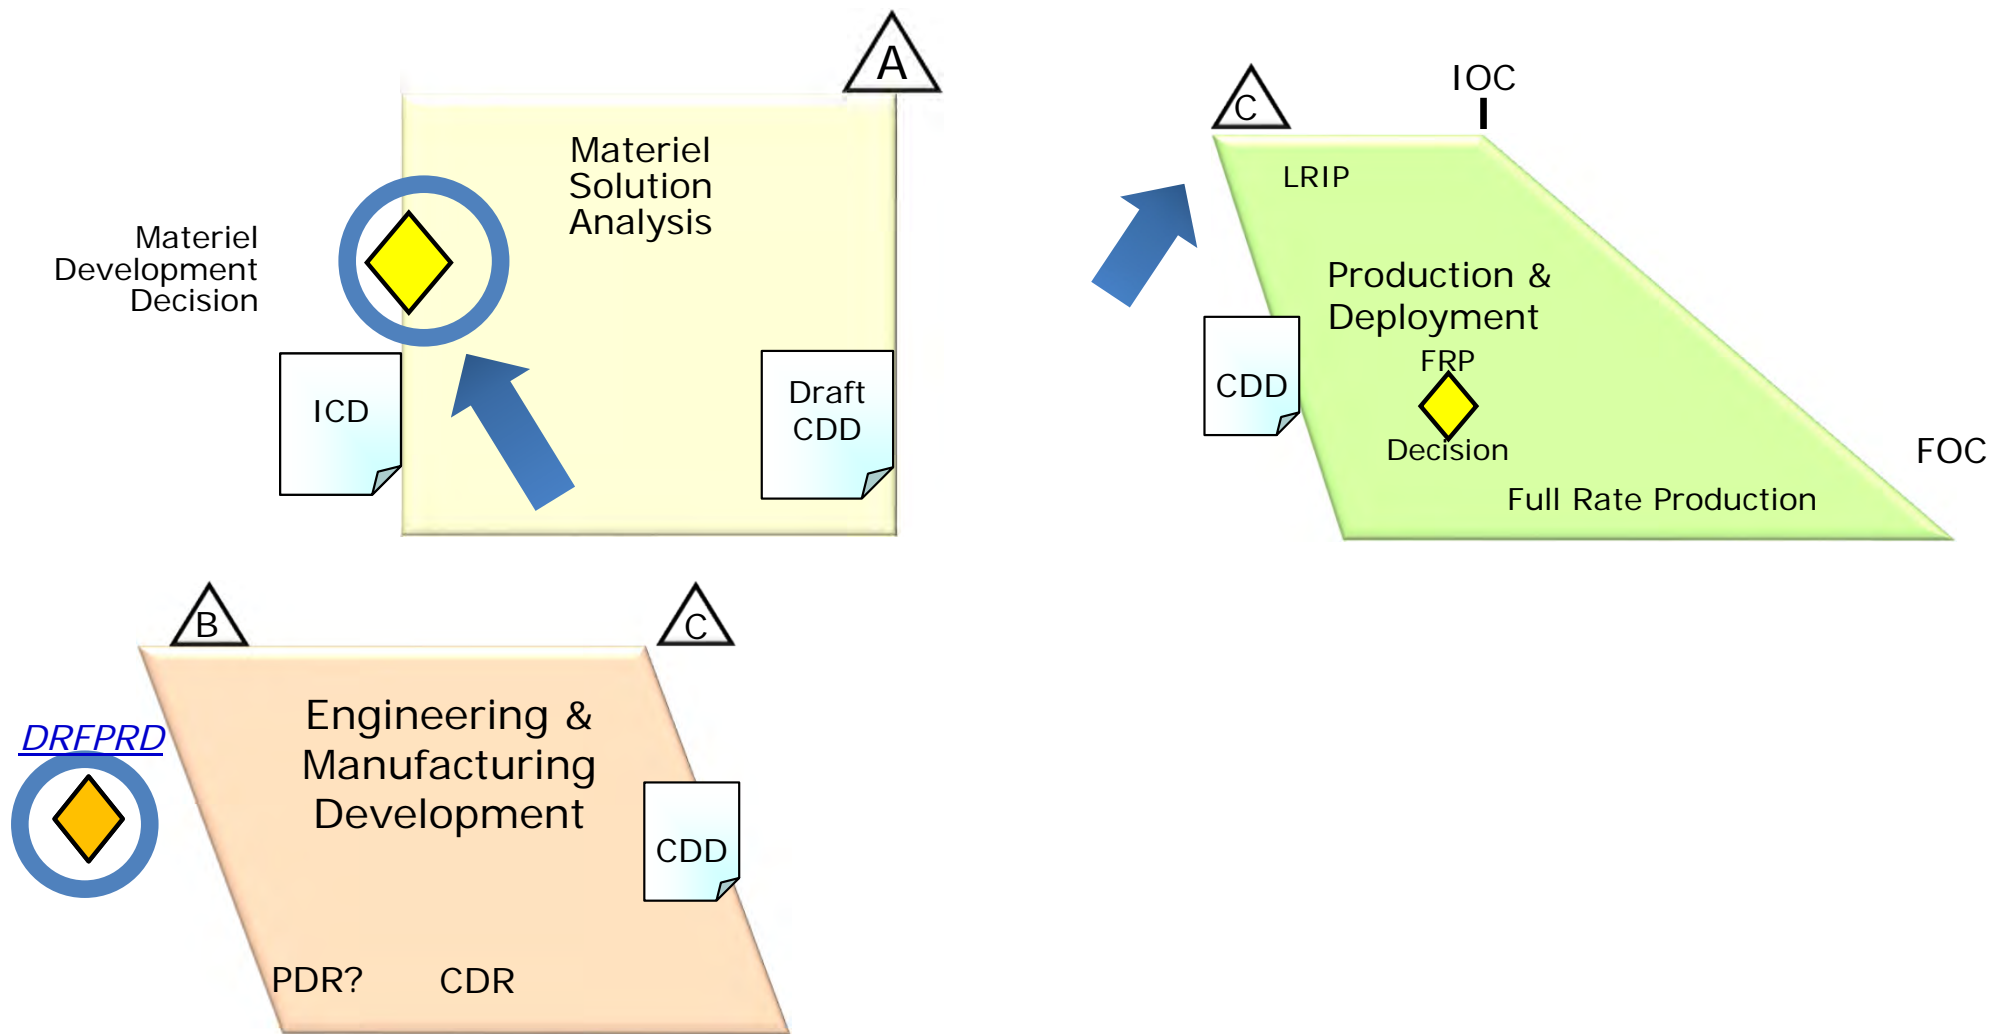 A
Materiel
Solution
Analysis
Materiel
Development
Decision
ICD
Draft
CDD
C
IOC
LRIP
Production &
Deployment
FRP
CDD
Decision
FOC
Full Rate Production
B
C
Engineering &
Manufacturing
Development
DRFPRD
CDD
PDR?
CDR